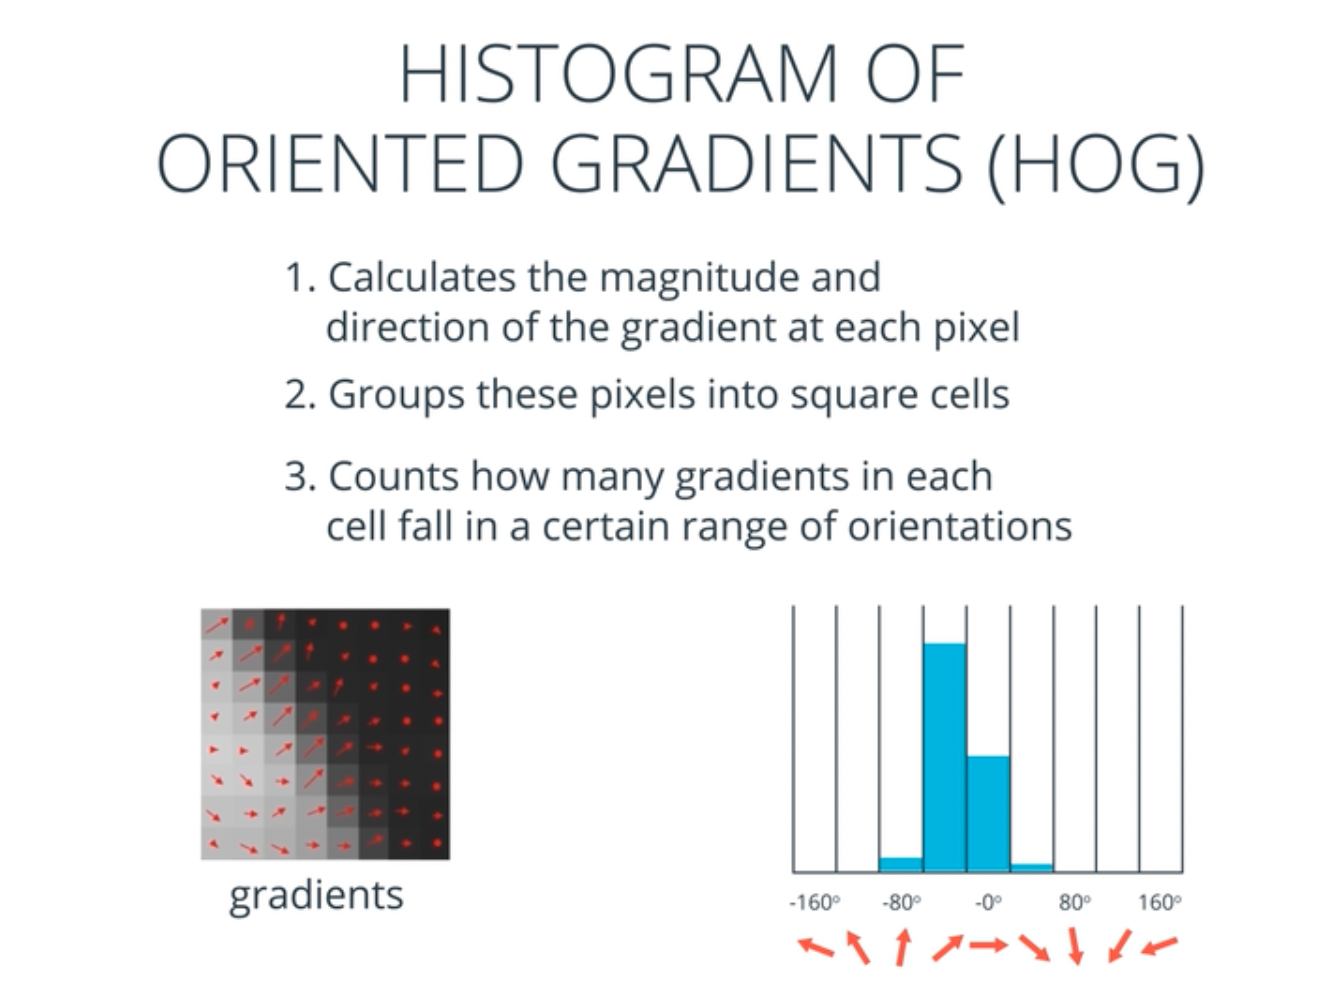 HISTOGRAM OF
ORIENTED GRADIENTS (HOG)
1. Calculates the magnitude and
direction of the gradient at each pixel
2. Groups these pixels into square cells
3. Counts how many gradients in each
cell fall in a certain range of orientations
gradients
-160° -80° -0° 80° 160°